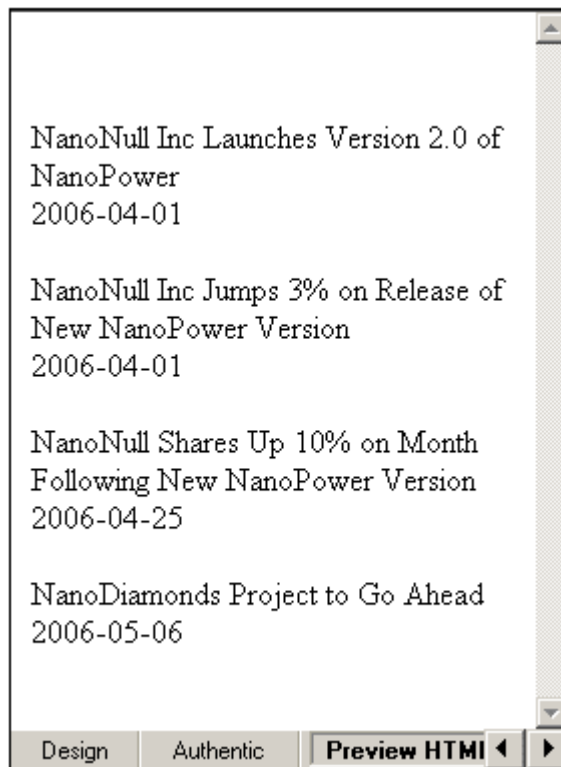 NanoNull Inc Launches Version 2.0 of
NanoPower
2006-04-01
NanoNull Inc Jumps 3% on Release of
New NanoPower Version
2006-04-01
NanoNull Shares Up 10% on Month
Following New NanoPower Version
2006-04-25
NanoDiamonds Project to Go Ahead
2006-05-06
Design Authentic Preview HTML